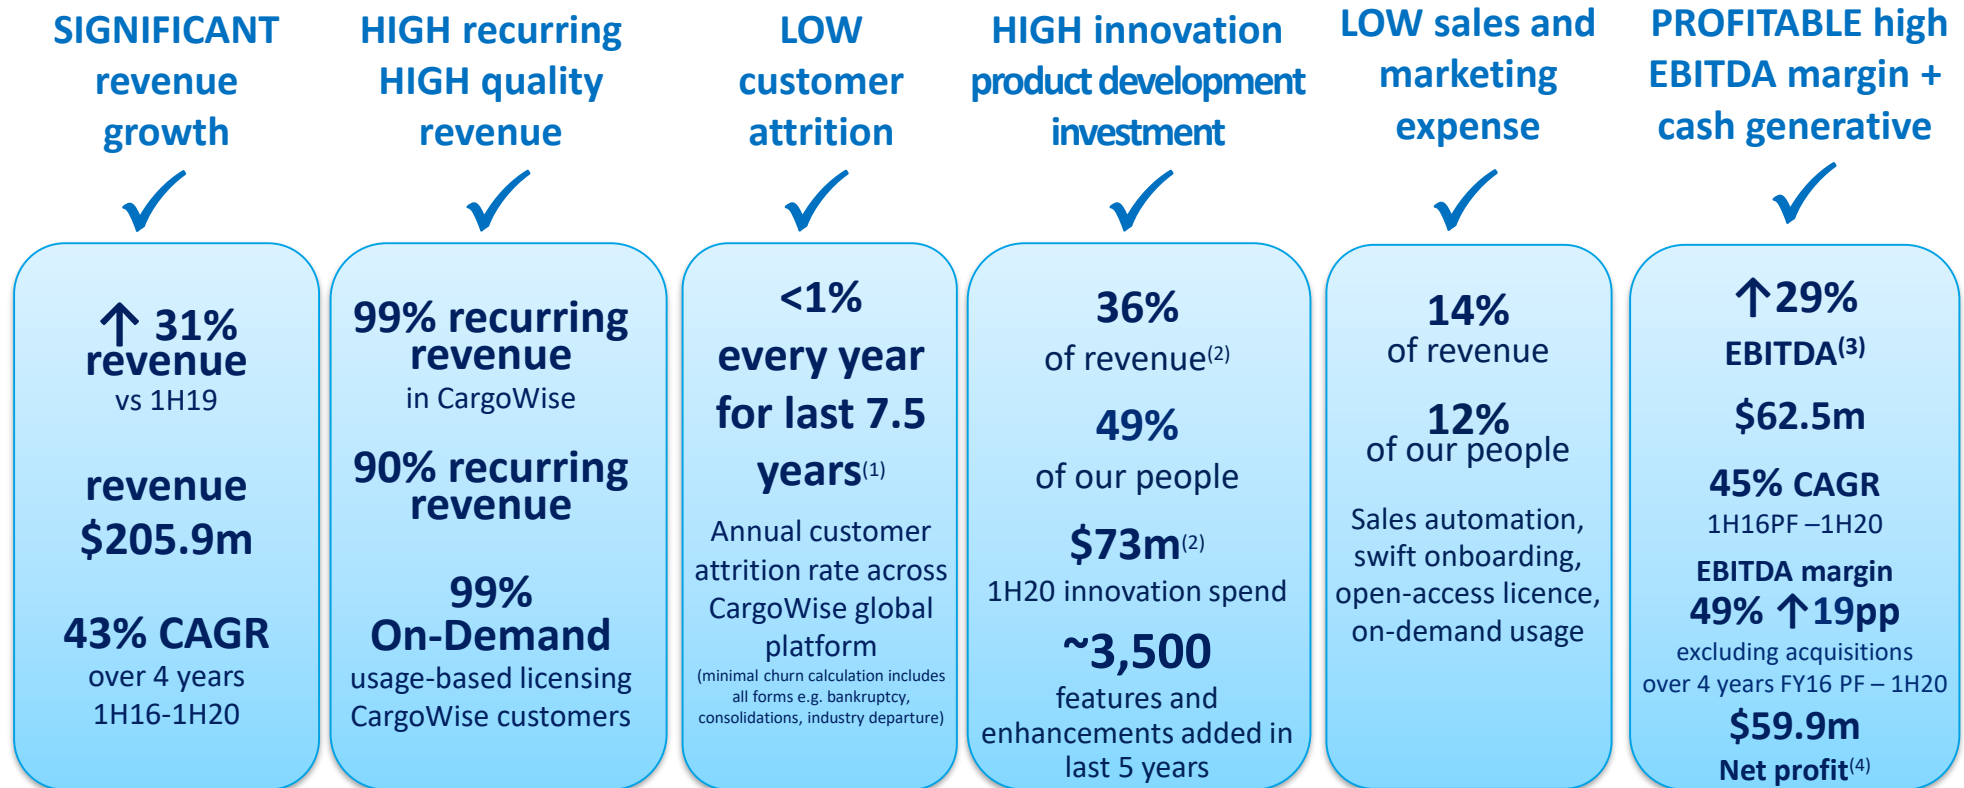 SIGNIFICANT
revenue
growth
↑ 31%
revenue
vs 1H19
revenue
$205.9m
43% CAGR
over 4 years
1H16-1H20
HIGH recurring
HIGH quality
revenue
99% recurring
revenue
in CargoWise
90% recurring
revenue
99%
On-Demand
usage-based licensing
CargoWise customers
LOW
customer
attrition
<1%
every year
for last 7.5
years(1)
Annual customer
attrition rate across
CargoWise global
platform
(minimal churn calculation includes
all forms e.g. bankruptcy,
consolidations, industry departure)
HIGH innovation
product development
investment
36%
of revenue(2)
49%
of our people
$73m(2)
1H20 innovation spend
~3,500
features and
enhancements added in
last 5 years
LOW sales and
marketing
expense
14%
of revenue
12%
of our people
Sales automation,
swift onboarding,
open-access licence,
on-demand usage
PROFITABLE high
EBITDA margin +
cash generative
↑29%
EBITDA(3)
$62.5m
45% CAGR
1H16PF –1H20
EBITDA margin
49% ↑19pp
excluding acquisitions
over 4 years FY16 PF – 1H20
$59.9m
Net profit(4)